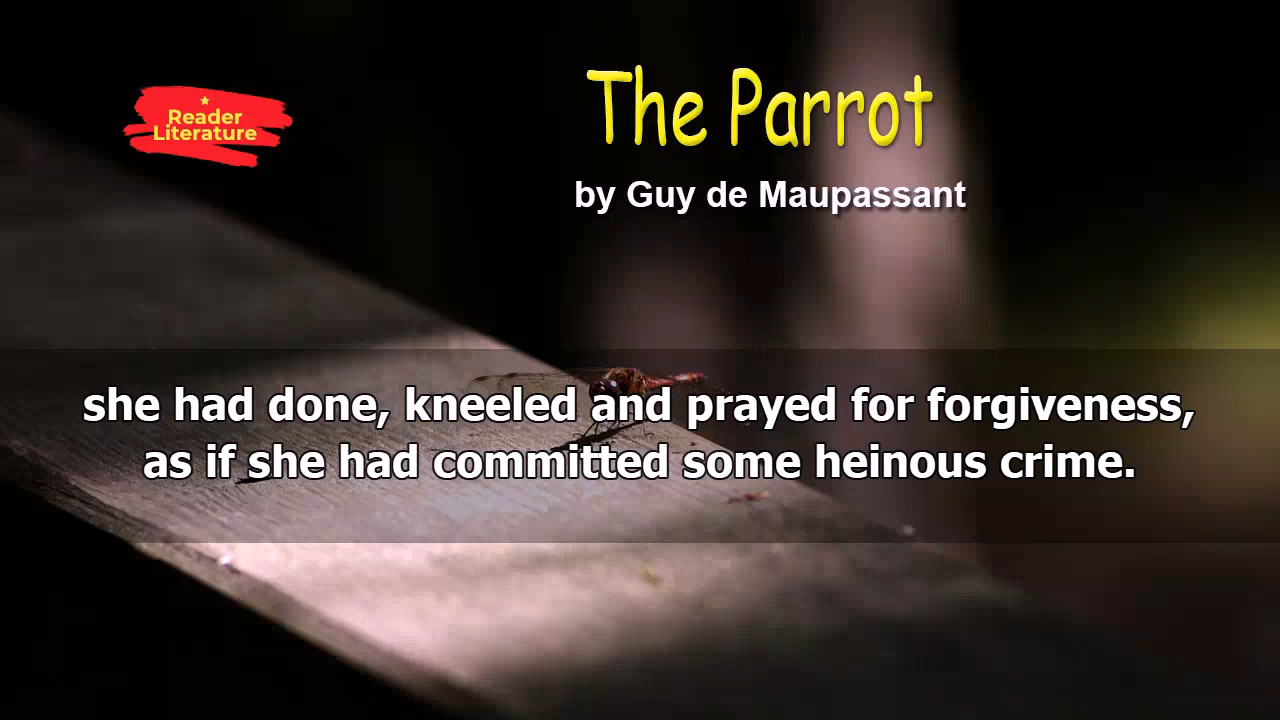 Reader
Literature
The Parrot
by Guy de Maupassant
she had done, kneeled and prayed for forgiveness,
as if she had committed some heinous crime.